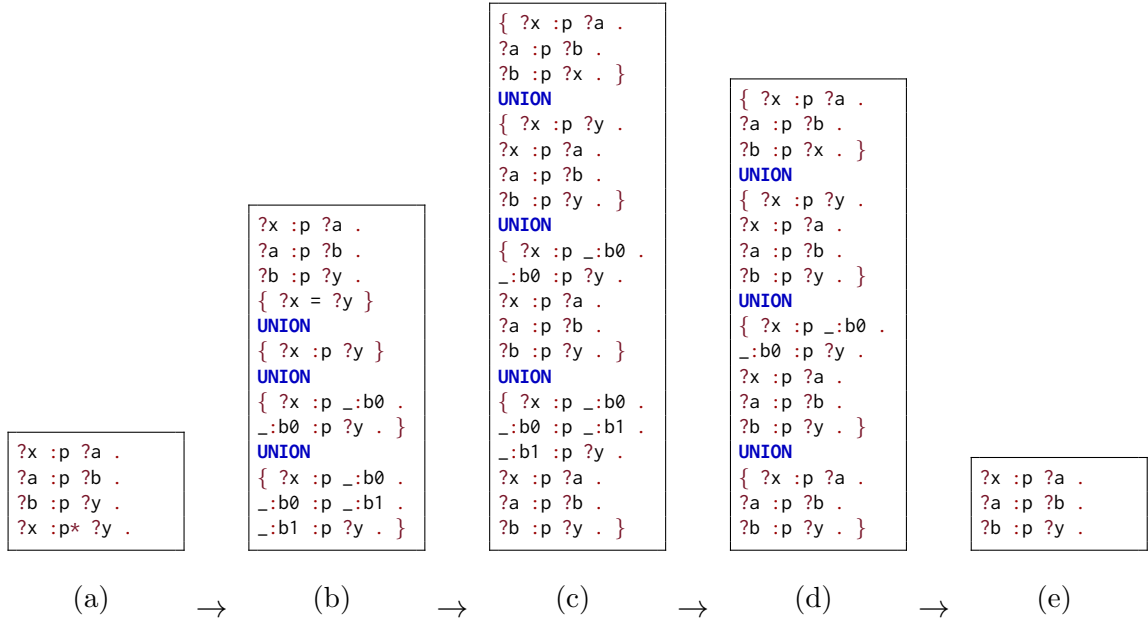 ?x :p ?a .
?a :p ?b .
?b :p ?y .
?x :p* ?y .
(a)
→
?x :p ?a .
?a :p ?b .
?b :p ?y .
{ ?x = ?y }
UNION
{ ?x :p ?y }
UNION
{ ?x :p _:b0 .
_:b0 :p ?y . }
UNION
{ ?x :p _:b0 .
_:b0 :p _:b1 .
_:b1 :p ?y . }
(b)
→
{ ?x :p ?a .
?a :p ?b .
?b :p ?x . }
UNION
{ ?x :p ?y .
?x :p ?a .
?a :p ?b .
?b :p ?y . }
UNION
{ ?x :p _:b0 .
_:b0 :p ?y .
?x :p ?a .
?a :p ?b .
?b :p ?y . }
UNION
{ ?x :p _:b0 .
_:b0 :p _:b1 .
_:b1 :p ?y .
?x :p ?a .
?a :p ?b .
?b :p ?y . }
(c)
→
{ ?x :p ?a .
?a :p ?b .
?b :p ?x . }
UNION
{ ?x :p ?y .
?x :p ?a .
?a :p ?b .
?b :p ?y . }
UNION
{ ?x :p _:b0 .
_:b0 :p ?y .
?x :p ?a .
?a :p ?b .
?b :p ?y . }
UNION
{ ?x :p ?a .
?a :p ?b .
?b :p ?y . }
(d)
→
?x :p ?a .
?a :p ?b .
?b :p ?y .
(e)